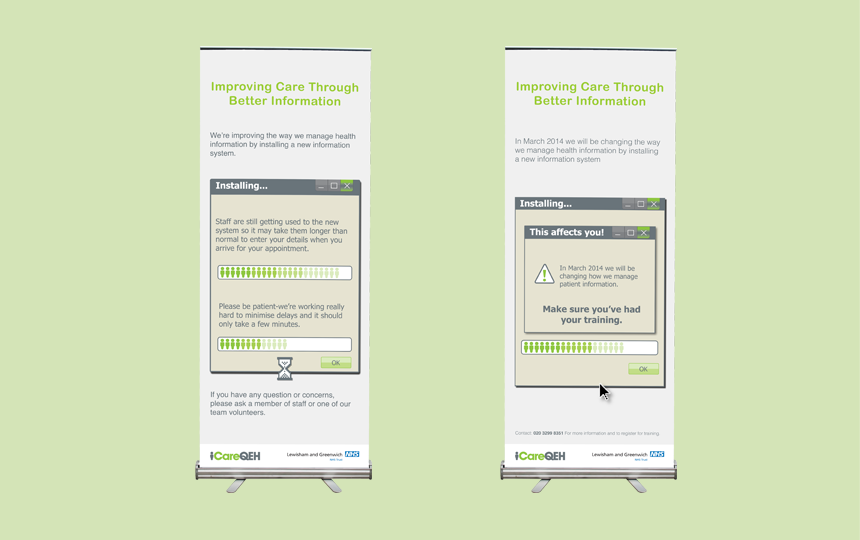 Improving Care Through
Better Information
We're improving the way we manage health
information by installing a new information
system.
Installing...
Staff are still getting used to the new
system so it may take them longer than
normal to enter your details when you
arrive for your appointment.
Please be patient-we're working really
hard to minimise delays and it should
only take a few minutes.
OK
If you have any question or concerns,
please ask a member of staff or one of our
team volunteers.
iCareQEH
Lewisham and Greenwich NHS
NHS Trust
Improving Care Through
Better Information
In March 2014 we will be changing the way
we manage health information by installing
a new information system
Installing...
This affects you!
In March 2014 we will be
changing how we manage
patient information.
Make sure you've had
your training.
OK
Contact: 020 3299 8351 For more information and to register for training.
iCareQEH
Lewisham and Greenwich NHS
NHS Trust